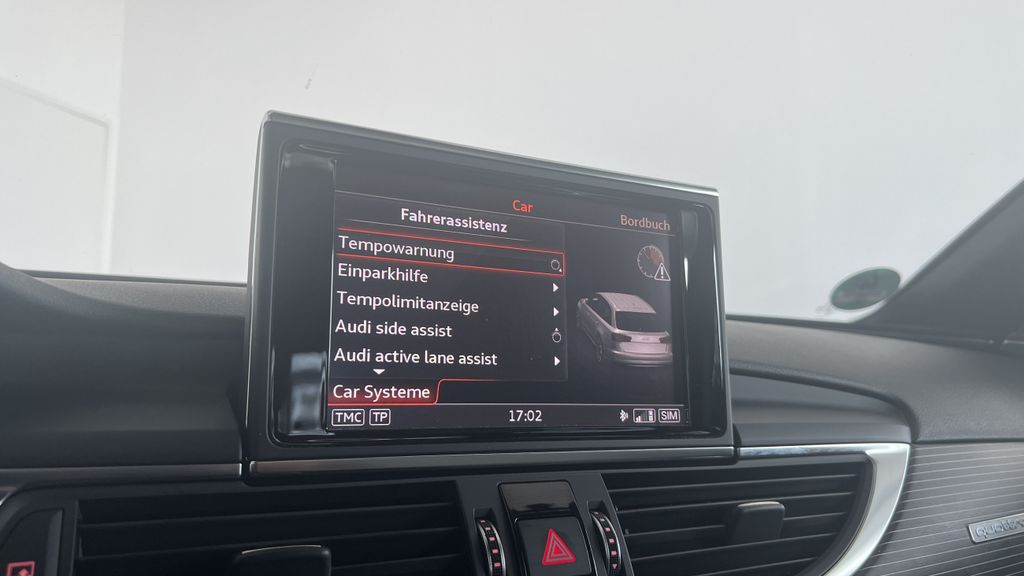 Car
Fahrerassistenz
Bordbuch
Tempowarnung
Einparkhilfe
Tempolimitanzeige
Audi side assist
Audi active lane assist
Car Systeme
TMC TP 17:02 SIM
quattro